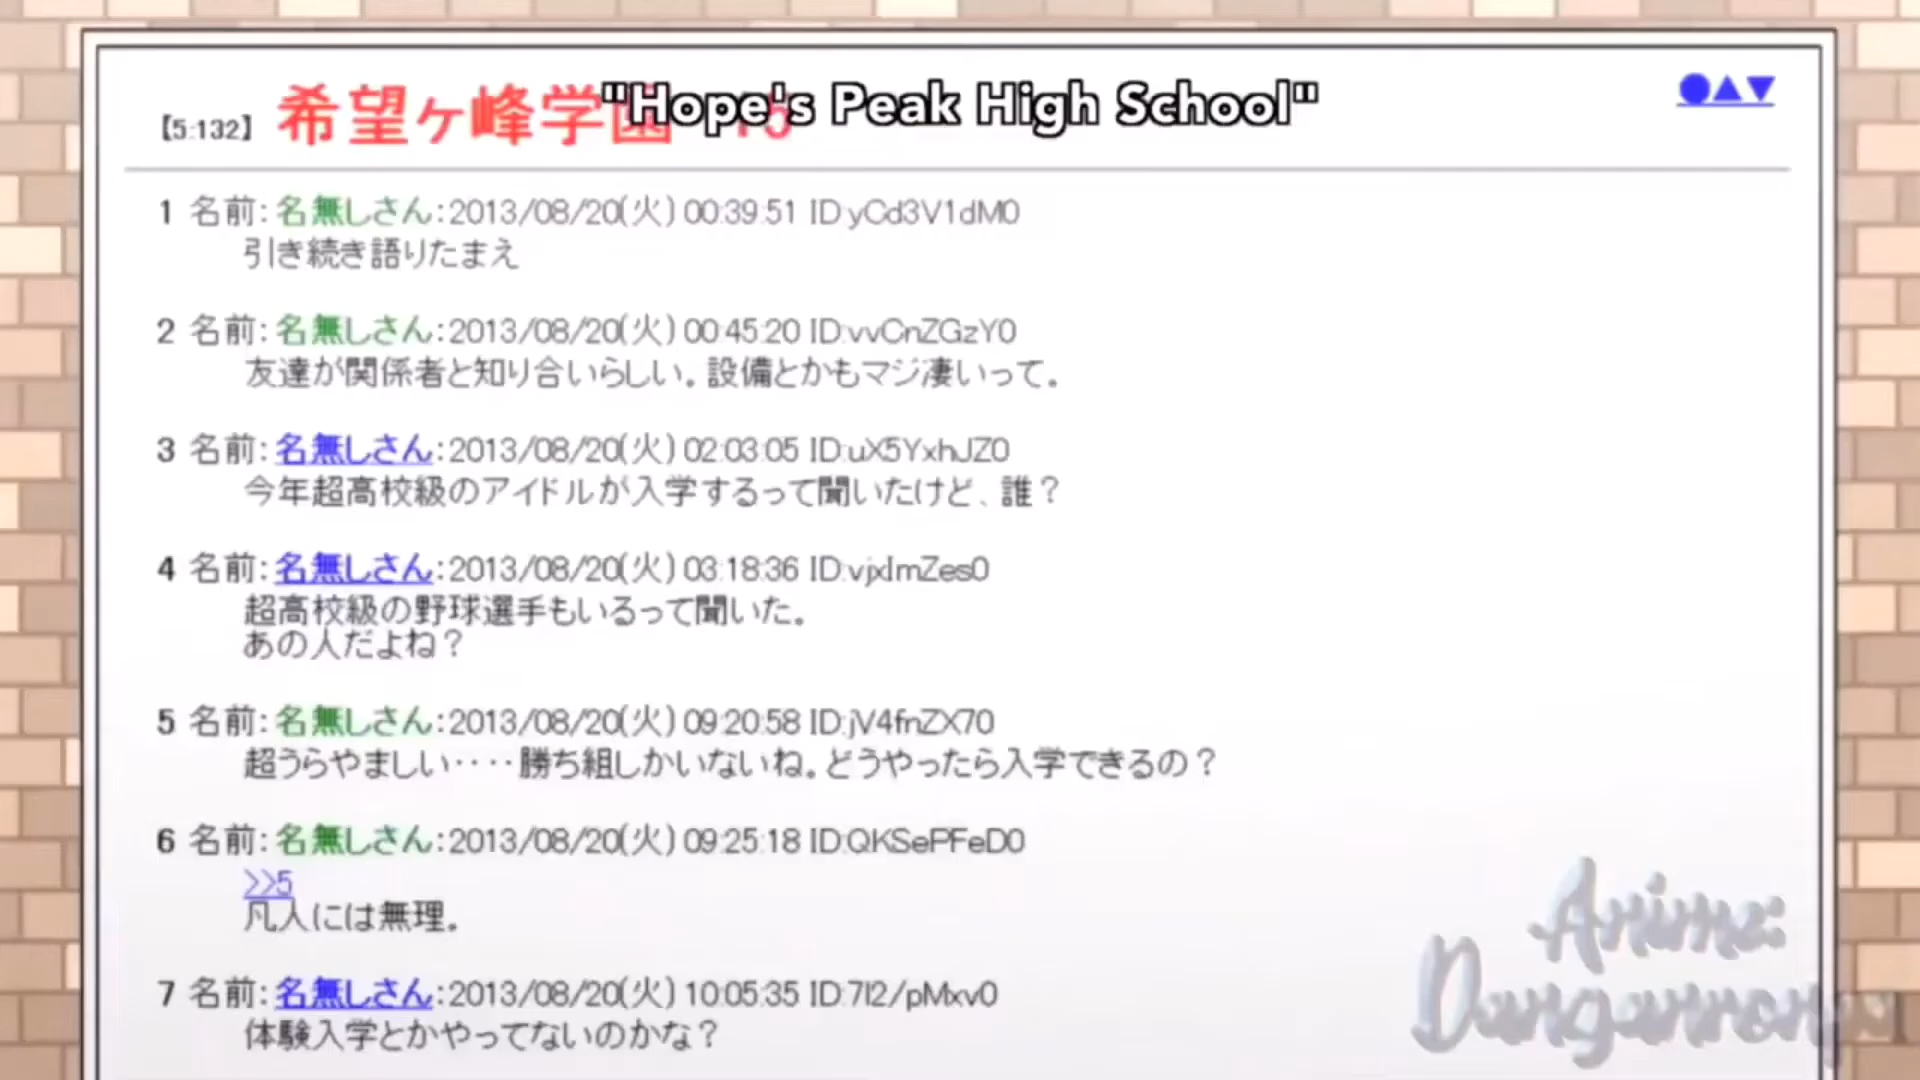 【5:132】 希望ヶ峰学園 15
"Hope's Peak High School"
●▲▼
1 名前:名無しさん:2013/08/20(火) 00:39:51 ID:yCd3V1dM0
引き続き語りたまえ
2 名前:名無しさん:2013/08/20(火) 00:45:20 ID:vvCnZGzY0
友達が関係者と知り合いらしい。設備とかもマジ凄いって。
3 名前:名無しさん:2013/08/20(火) 02:03:05 ID:uX5YxhJZ0
今年超高校級のアイドルが入学するって聞いたけど、誰?
4 名前:名無しさん:2013/08/20(火) 03:18:36 ID:vjxImZes0
超高校級の野球選手もいるって聞いた。
あの人だよね?
5 名前:名無しさん:2013/08/20(火) 09:20:58 ID:jV4fnZX70
超うらやましい‥‥勝ち組しかいないね。どうやったら入学できるの?
6 名前:名無しさん:2013/08/20(火) 09:25:18 ID:QKSePFeD0
>>5
凡人には無理。
7 名前:名無しさん:2013/08/20(火) 10:05:35 ID:7l2/pMxv0
体験入学とかやってないのかな?
Anime:
Danganronpa